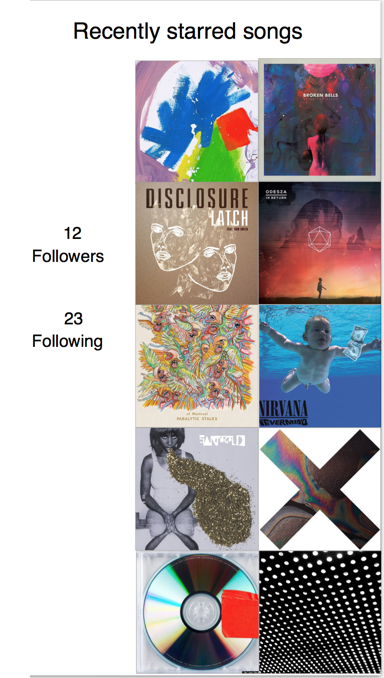 Recently starred songs
BROKEN BELLS
DISCLOSURE
LATCH
FEAT. SAM SMITH
ODESZA
IN RETURN
12
Followers
23
Following
of Montreal
PARALYTIC STALKS
NIRVANA
NEVERMIND
SANTOGOLD